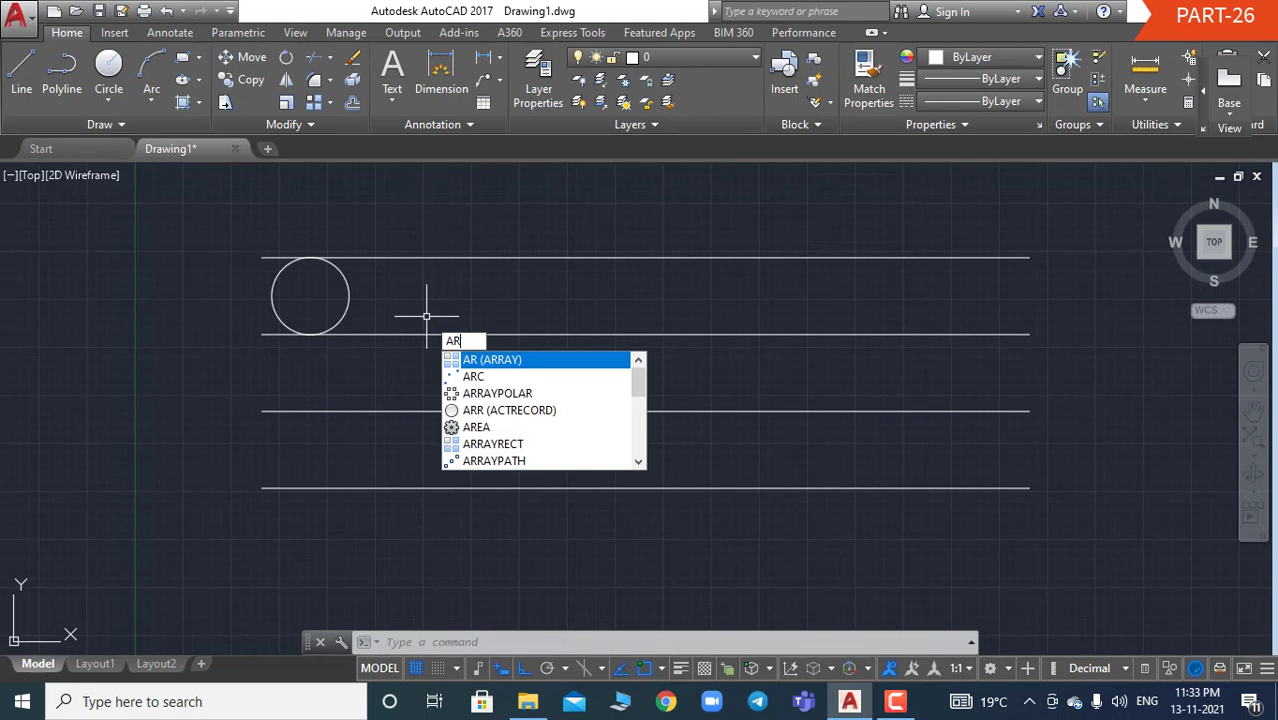 Autodesk AutoCAD 2017 Drawing1.dwg
Type a keyword or phrase
Sign In
PART-26
Home Insert Annotate Parametric View Manage Output Add-ins A360 Express Tools Featured Apps BIM 360 Performance
Line Polyline Circle Arc
Move
Copy
Text Dimension
Layer Properties
0
Insert
Match Properties
ByLayer
ByLayer
ByLayer
Group
Measure
Base
Draw Modify Annotation Layers Block Properties Groups Utilities View
Start Drawing1*
[−][Top][2D Wireframe]
N
W TOP E
S
WCS
AR
AR (ARRAY)
ARC
ARRAYPOLAR
ARR (ACTRECORD)
AREA
ARRAYRECT
ARRAYPATH
Y
X
Type a command
Model Layout1 Layout2
MODEL 1:1 Decimal
Type here to search
19°C
ENG
11:33 PM
13-11-2021
11